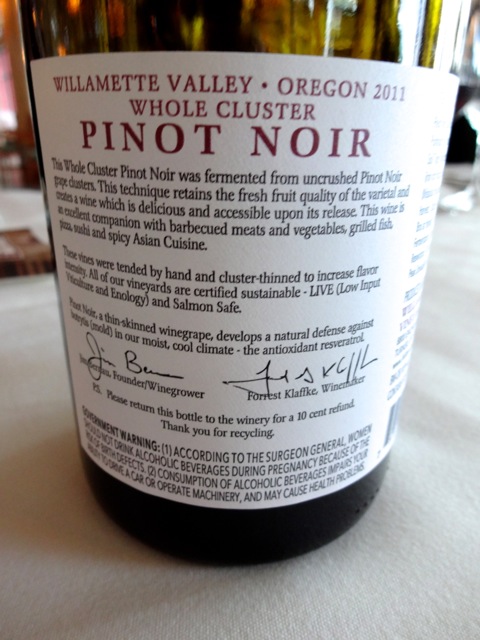 WILLAMETTE VALLEY • OREGON 2011
WHOLE CLUSTER
PINOT NOIR
This Whole Cluster Pinot Noir was fermented from uncrushed Pinot Noir
grape clusters. This technique retains the fresh fruit quality of the varietal and
creates a wine which is delicious and accessible upon its release. This wine is
an excellent companion with barbecued meats and vegetables, grilled fish,
pizza, sushi and spicy Asian Cuisine.
These vines were tended by hand and cluster-thinned to increase flavor
intensity. All of our vineyards are certified sustainable - LIVE (Low Input
Viticulture and Enology) and Salmon Safe.
Pinot Noir, a thin-skinned winegrape, develops a natural defense against
botrytis (mold) in our moist, cool climate - the antioxidant resveratrol.
Founder/Winegrower Forrest Klaffke, Winemaker
P.S. Please return this bottle to the winery for a 10 cent refund.
Thank you for recycling.
GOVERNMENT WARNING: (1) ACCORDING TO THE SURGEON GENERAL, WOMEN
SHOULD NOT DRINK ALCOHOLIC BEVERAGES DURING PREGNANCY BECAUSE OF THE
RISK OF BIRTH DEFECTS. (2) CONSUMPTION OF ALCOHOLIC BEVERAGES IMPAIRS YOUR
ABILITY TO DRIVE A CAR OR OPERATE MACHINERY, AND MAY CAUSE HEALTH PROBLEMS.